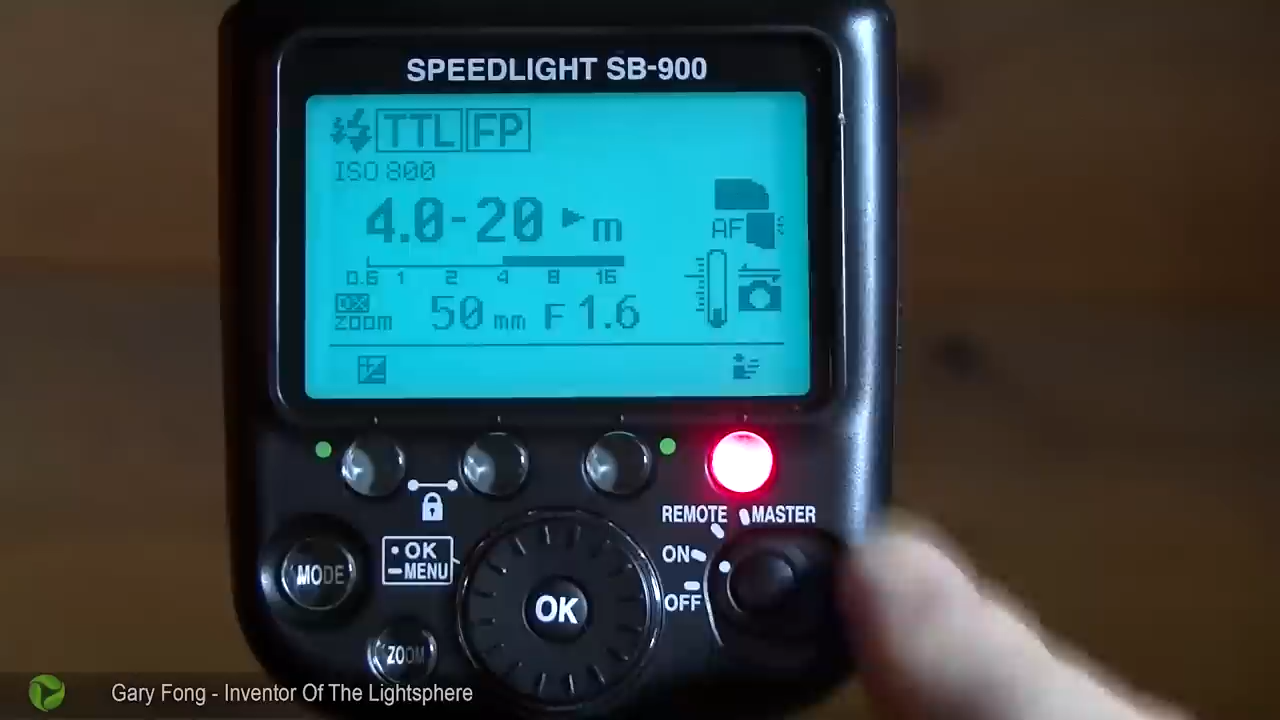 SPEEDLIGHT SB-900
TTL FP
ISO 800
4.0-20 m
AF
0.6 1 2 4 8 16
DX
ZOOM 50 mm F 1.6
REMOTE MASTER
ON
OFF
OK
MENU
MODE
OK
ZOOM
Gary Fong - Inventor Of The Lightsphere